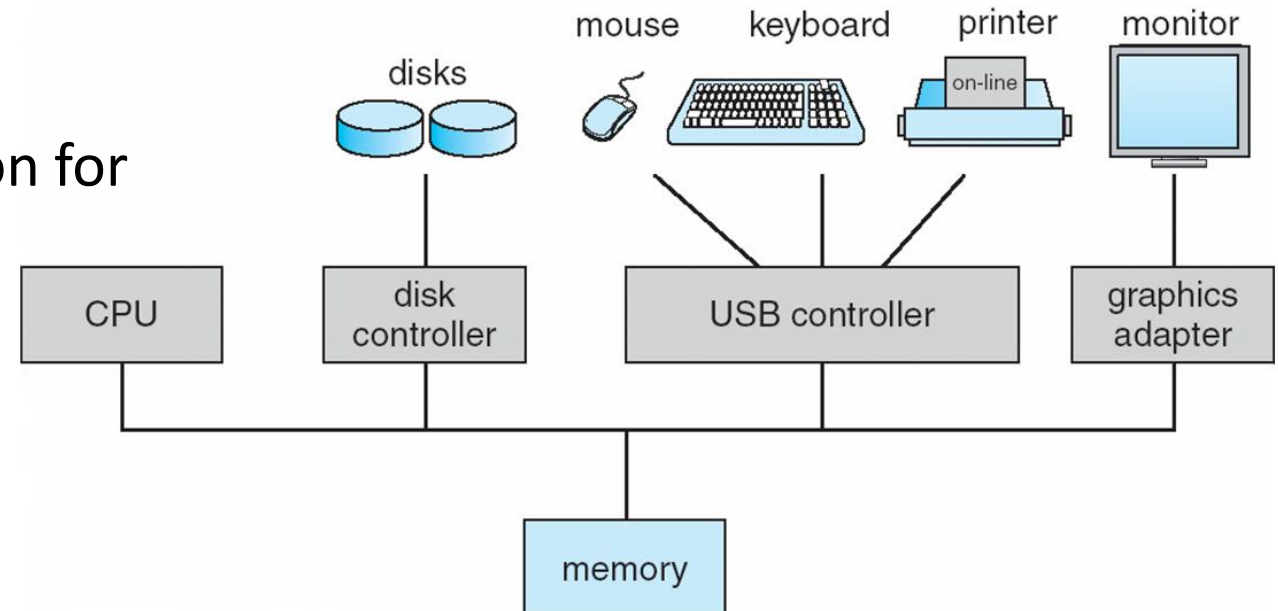 mouse keyboard printer monitor
disks
on-line
on for
CPU
disk
controller
USB controller
graphics
adapter
memory